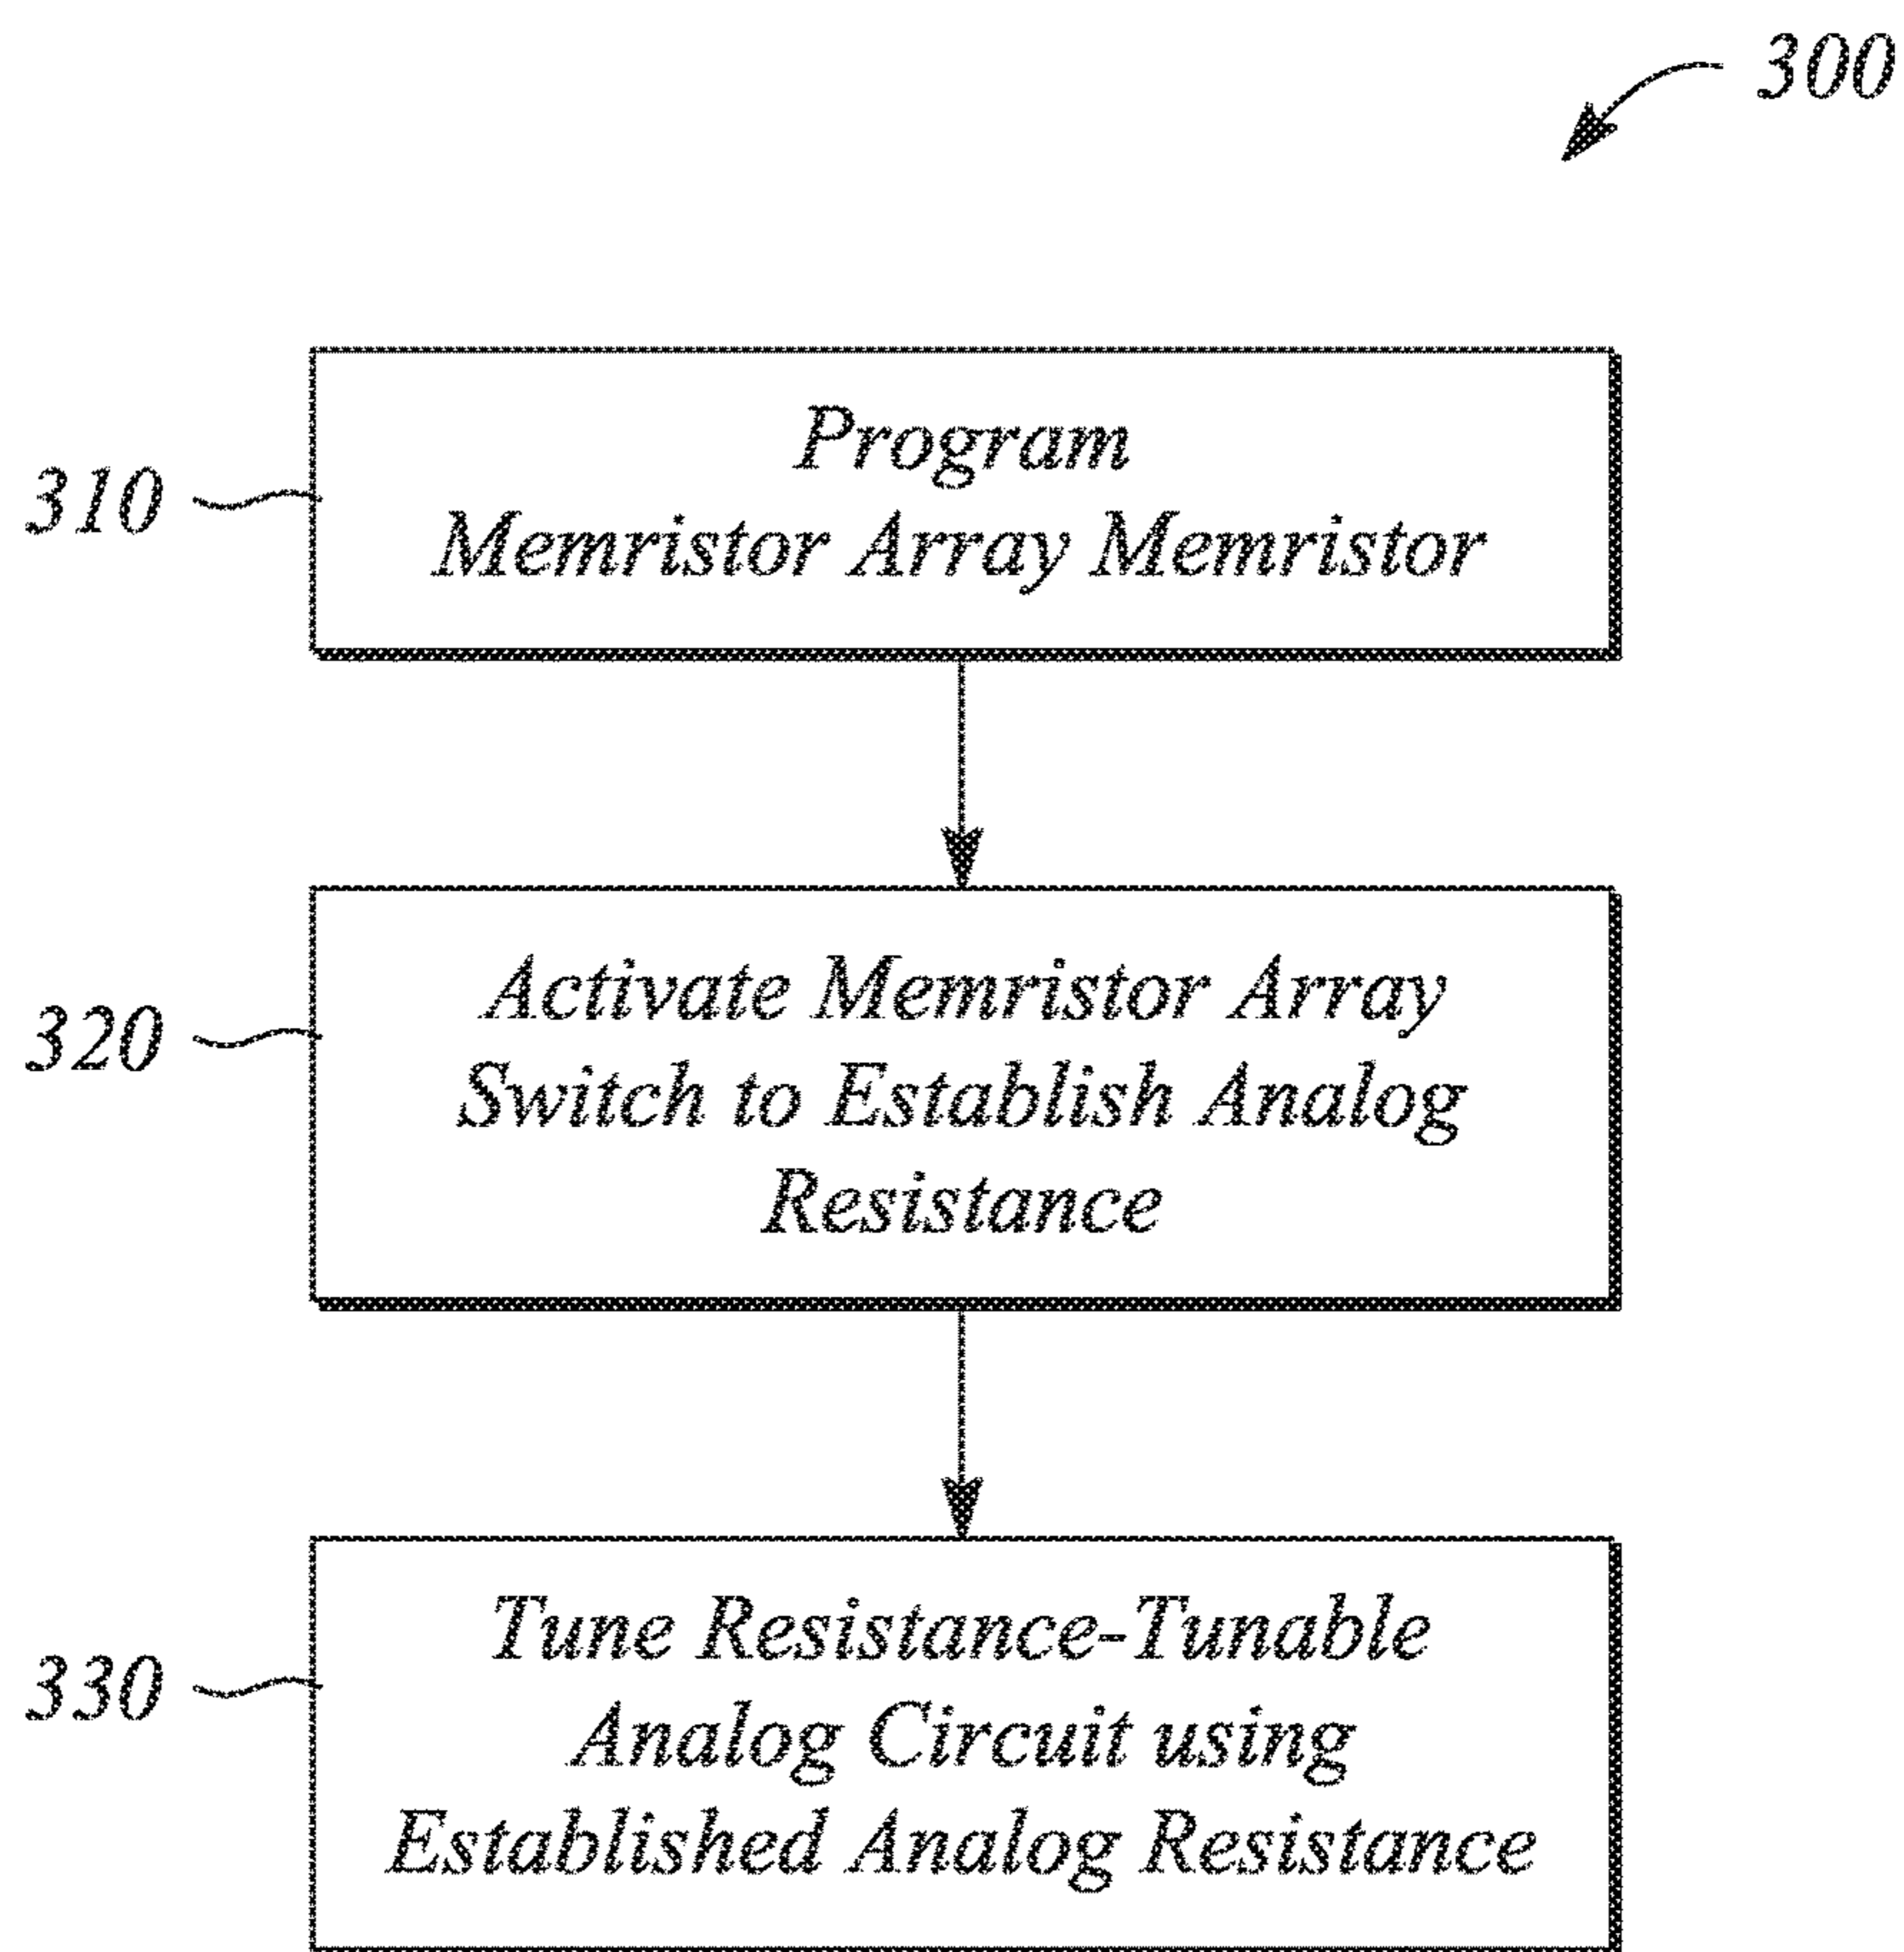 300
310
Program
Memristor Array Memristor
320
Activate Memristor Array
Switch to Establish Analog
Resistance
330
Tune Resistance-Tunable
Analog Circuit using
Established Analog Resistance